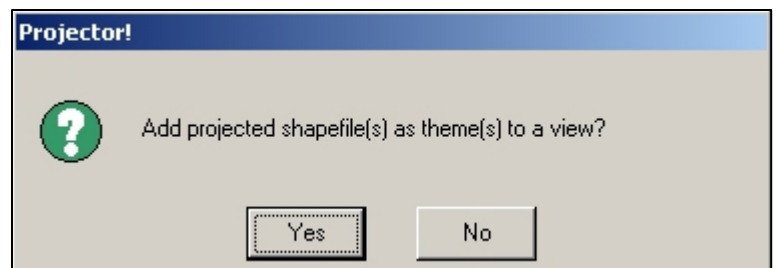 Projector!
Add projected shapefile(s) as theme(s) to a view?
Yes
No